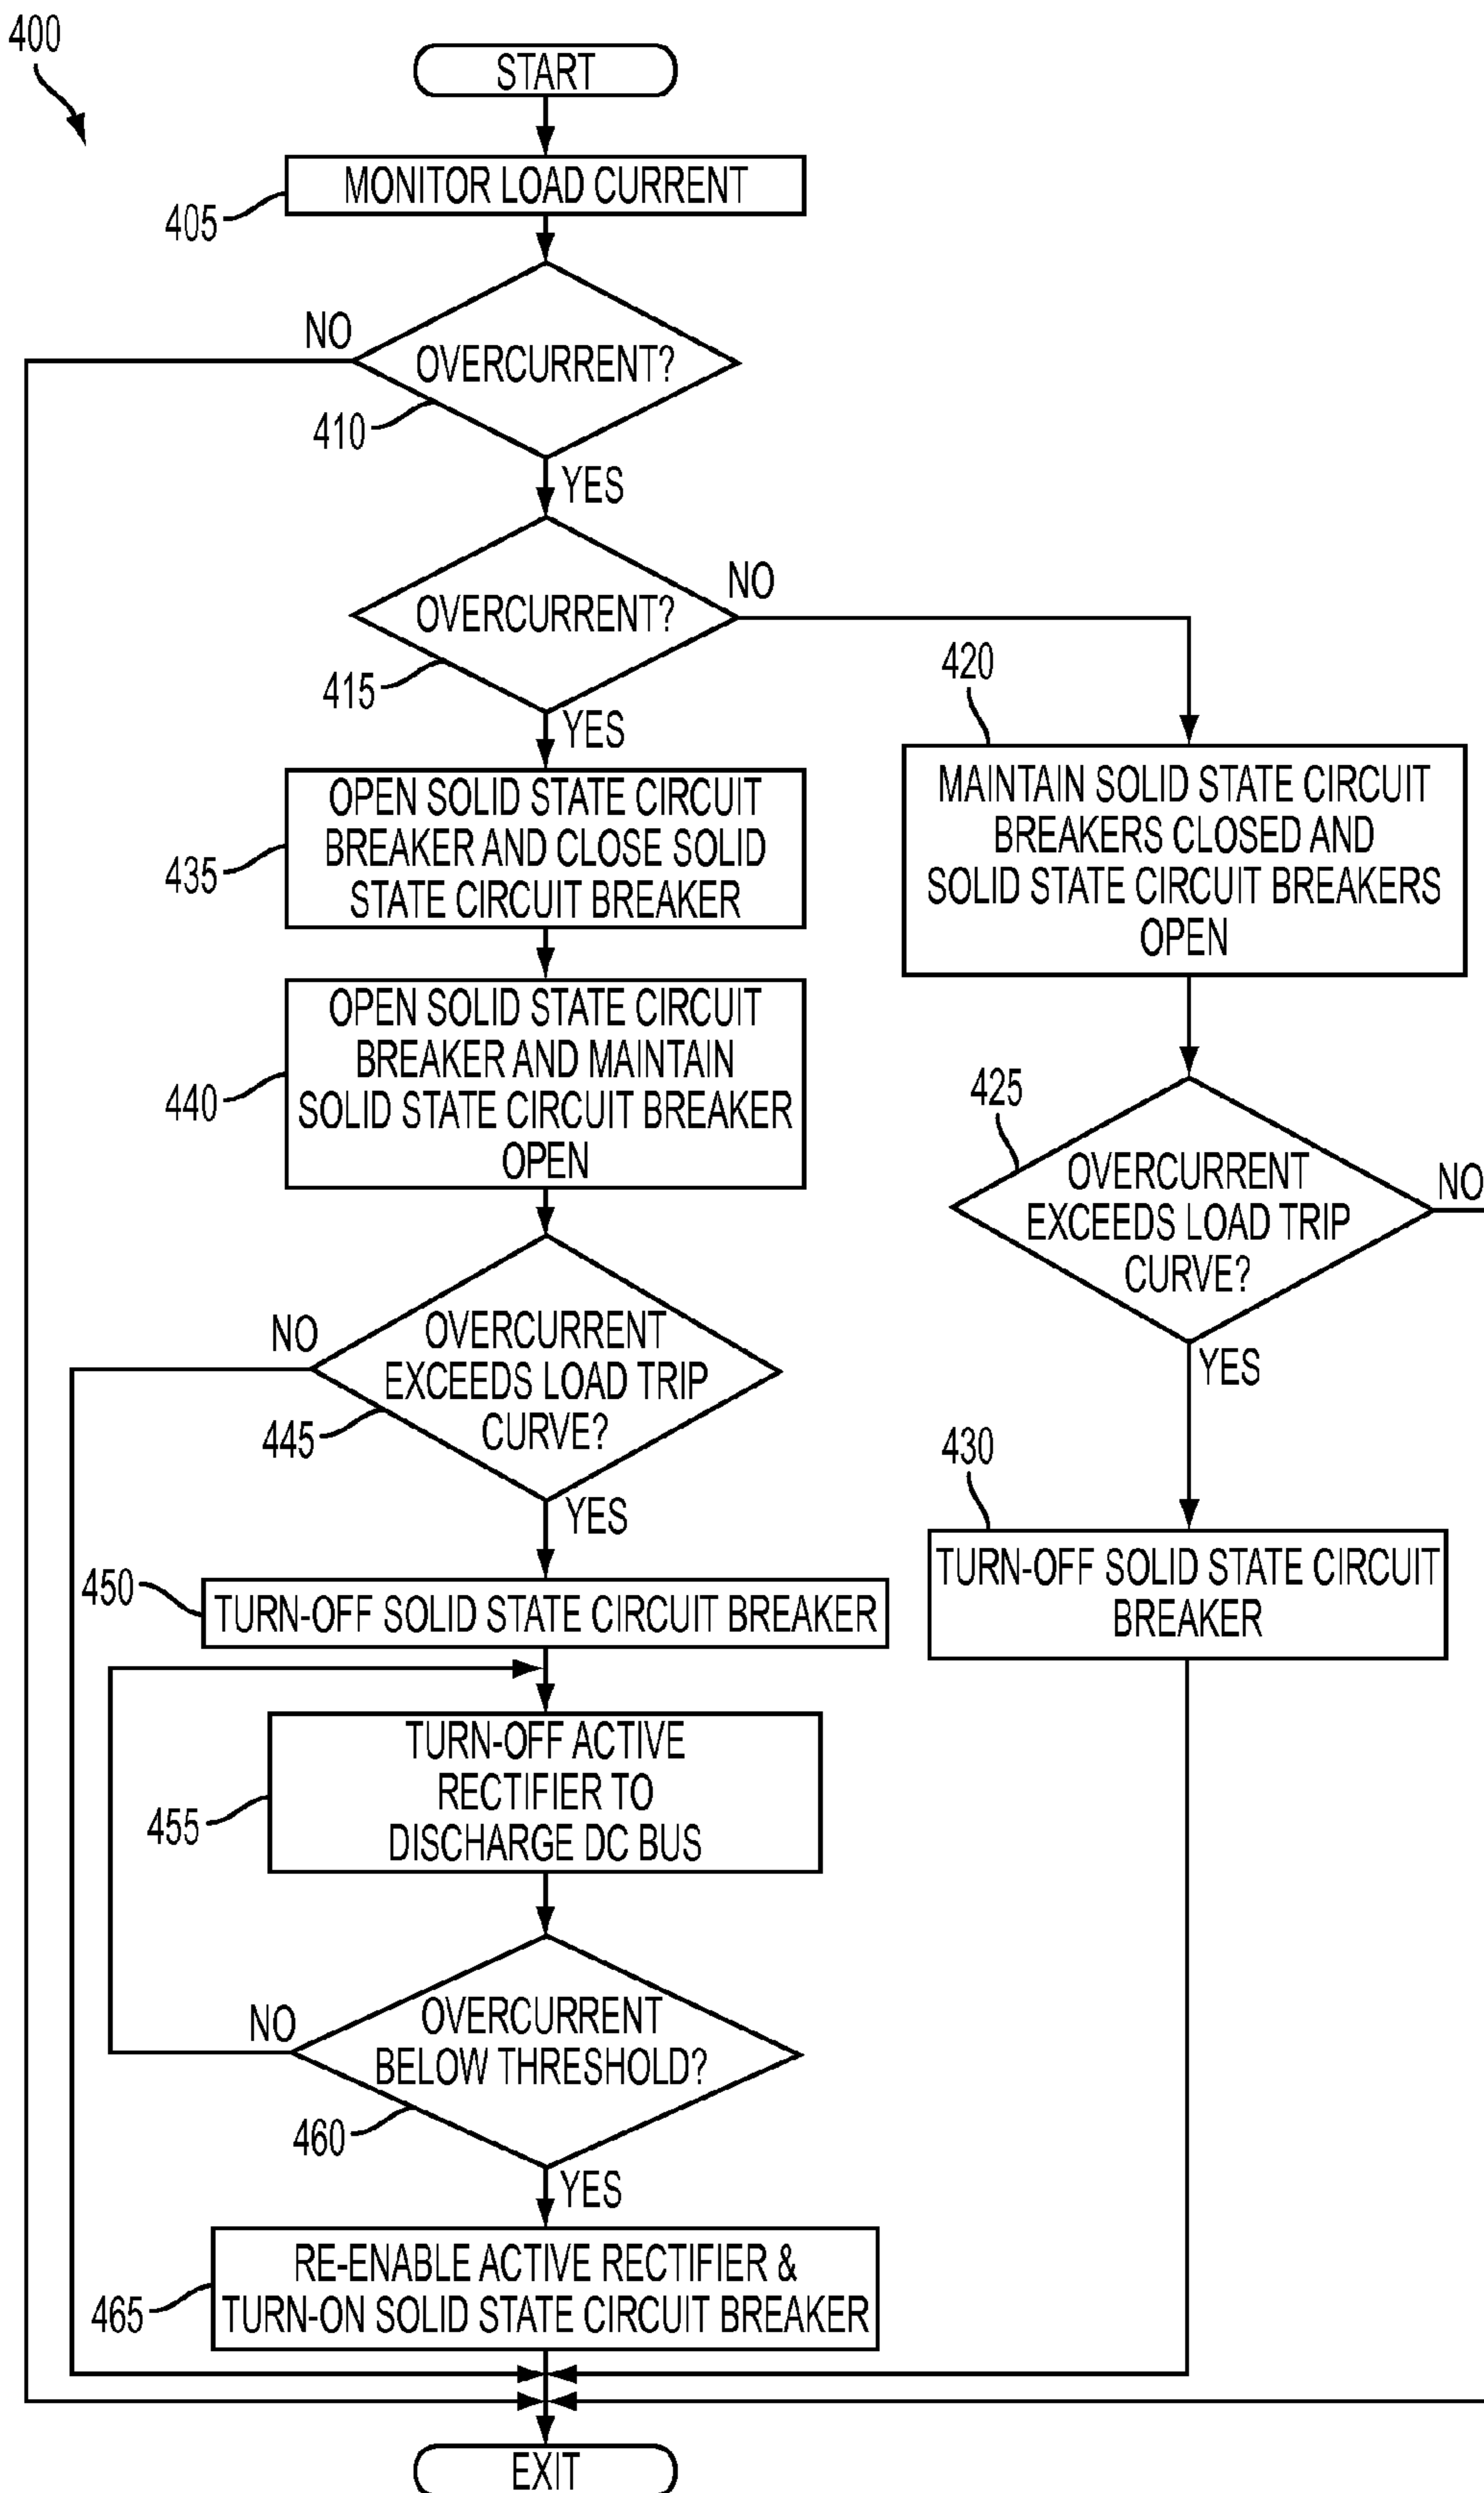 400
START
MONITOR LOAD CURRENT
405
NO
OVERCURRENT?
410
YES
OVERCURRENT?
NO
415
YES
420
MAINTAIN SOLID STATE CIRCUIT
BREAKERS CLOSED AND
SOLID STATE CIRCUIT BREAKERS
OPEN
OPEN SOLID STATE CIRCUIT
BREAKER AND CLOSE SOLID
STATE CIRCUIT BREAKER
435
OPEN SOLID STATE CIRCUIT
BREAKER AND MAINTAIN
SOLID STATE CIRCUIT BREAKER
OPEN
440
425
OVERCURRENT
EXCEEDS LOAD TRIP
CURVE?
NO
YES
NO
OVERCURRENT
EXCEEDS LOAD TRIP
CURVE?
445
YES
430
TURN-OFF SOLID STATE CIRCUIT
BREAKER
450
TURN-OFF SOLID STATE CIRCUIT BREAKER
TURN-OFF ACTIVE
RECTIFIER TO
DISCHARGE DC BUS
455
NO
OVERCURRENT
BELOW THRESHOLD?
460
YES
RE-ENABLE ACTIVE RECTIFIER &
TURN-ON SOLID STATE CIRCUIT BREAKER
465
EXIT